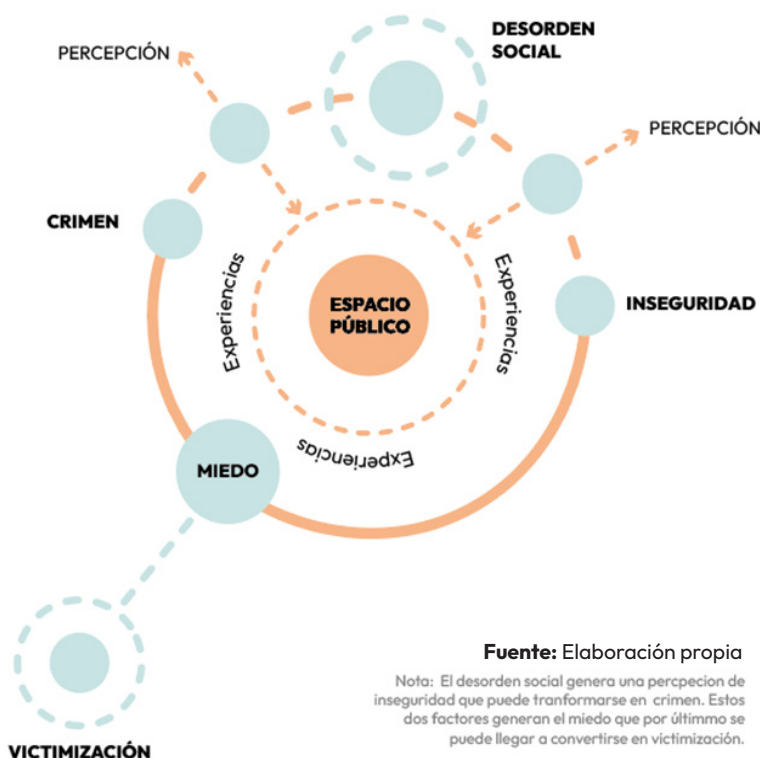 DESORDEN
SOCIAL
PERCEPCIÓN
PERCEPCIÓN
CRIMEN
Experiencias
Experiencias
ESPACIO
PÚBLICO
INSEGURIDAD
Experiencias
MIEDO
Fuente: Elaboración propia
Nota: El desorden social genera una percpecion de
inseguridad que puede tranformarse en crimen. Estos
dos factores generan el miedo que por últimmo se
puede llegar a convertirse en victimización.
VICTIMIZACIÓN